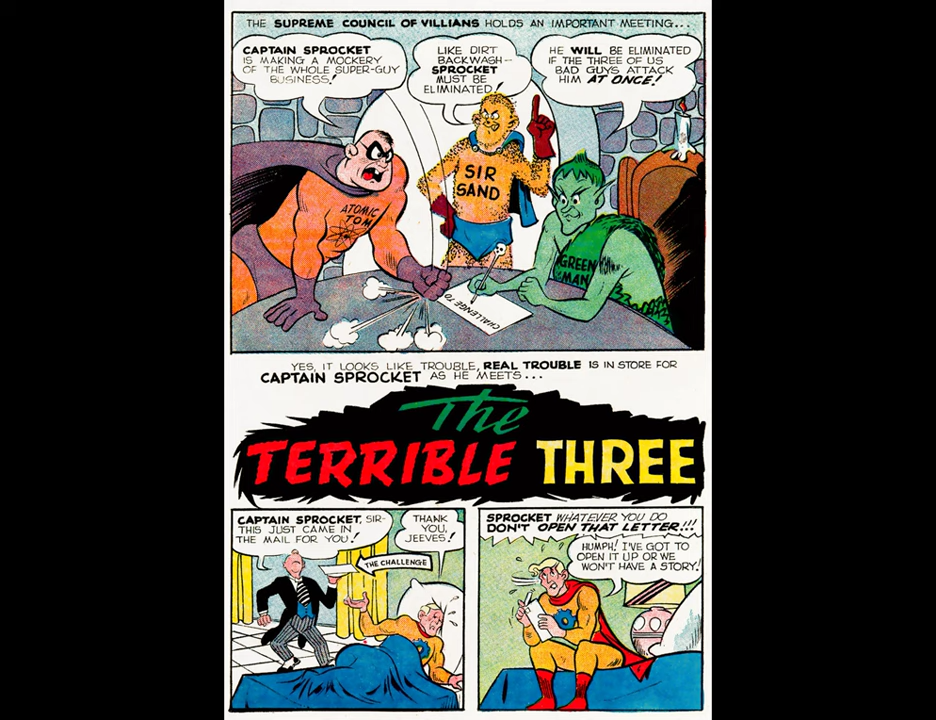 THE SUPREME COUNCIL OF VILLIANS HOLDS AN IMPORTANT MEETING...
CAPTAIN SPROCKET
IS MAKING A MOCKERY
OF THE WHOLE SUPER-GUY
BUSINESS!
LIKE DIRT
BACKWASH--
SPROCKET
MUST BE
ELIMINATED!
HE WILL BE ELIMINATED
IF THE THREE OF US
BAD GUYS ATTACK
HIM AT ONCE!
ATOMIC
TOM
SIR
SAND
GREEN
MAN
CHALLENGE TO
YES, IT LOOKS LIKE TROUBLE, REAL TROUBLE IS IN STORE FOR
CAPTAIN SPROCKET AS HE MEETS...
The
TERRIBLE THREE
CAPTAIN SPROCKET, SIR-
THIS JUST CAME IN
THE MAIL FOR YOU!
THANK
YOU,
JEEVES!
THE CHALLENGE
SPROCKET WHATEVER YOU DO
DON'T OPEN THAT LETTER!!!
HUMPH! I'VE GOT TO
OPEN IT UP OR WE
WON'T HAVE A STORY!